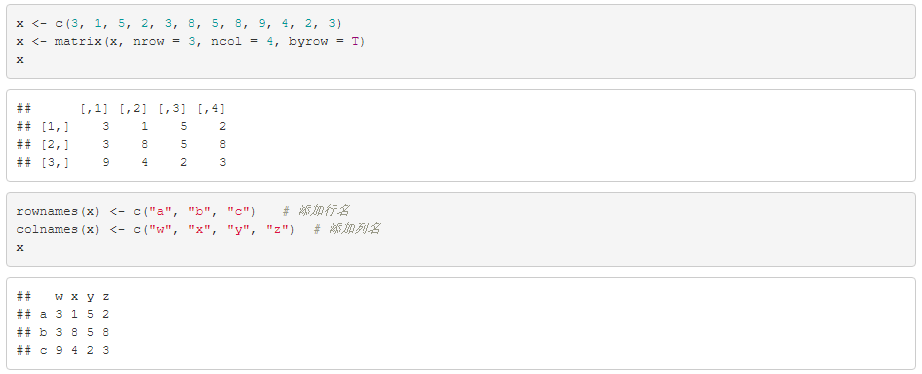 x <- c(3, 1, 5, 2, 3, 8, 5, 8, 9, 4, 2, 3)
x <- matrix(x, nrow = 3, ncol = 4, byrow = T)
x
##      [,1] [,2] [,3] [,4]
## [1,]    3    1    5    2
## [2,]    3    8    5    8
## [3,]    9    4    2    3
rownames(x) <- c("a", "b", "c")   # 添加行名
colnames(x) <- c("w", "x", "y", "z")  # 添加列名
x
##   w x y z
## a 3 1 5 2
## b 3 8 5 8
## c 9 4 2 3